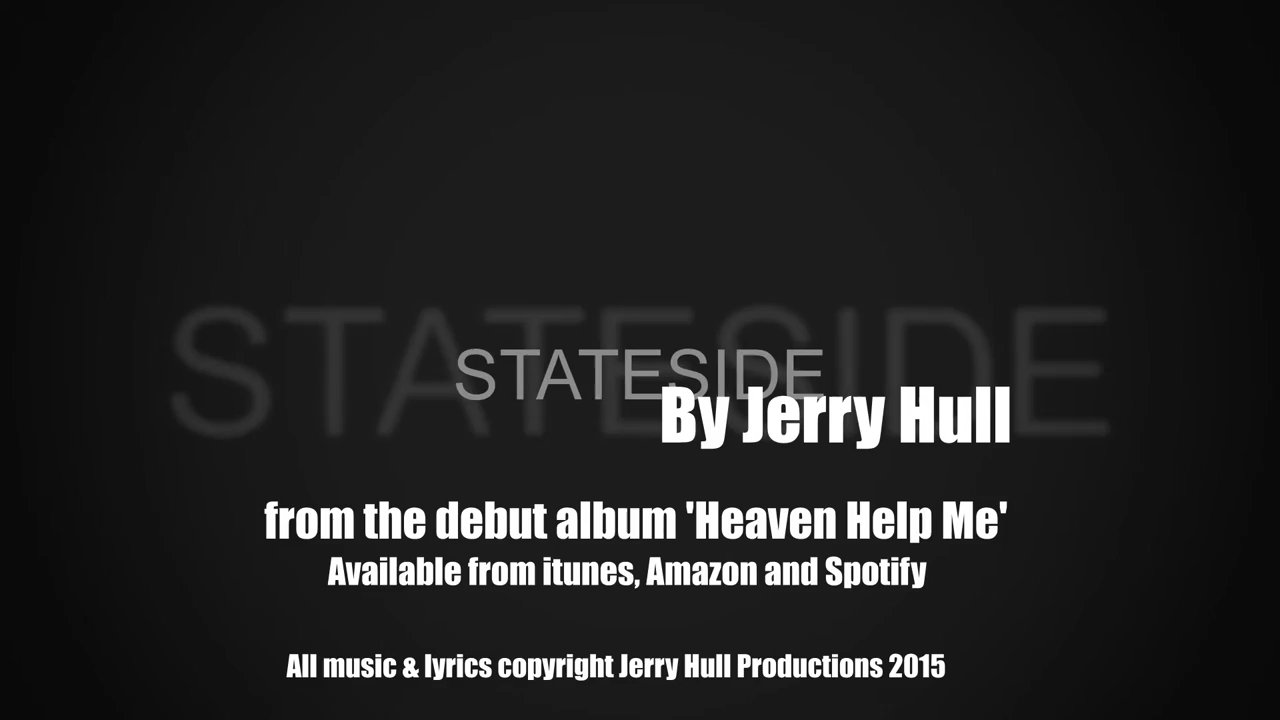 STATESIDE
STATESIDE
By Jerry Hull
from the debut album 'Heaven Help Me'
Available from itunes, Amazon and Spotify
All music & lyrics copyright Jerry Hull Productions 2015